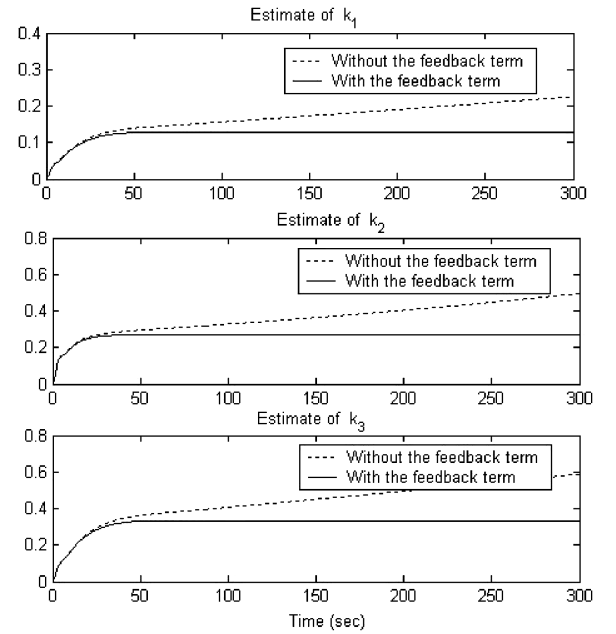 Estimate of k1
0.4
0.3
0.2
0.1
0
Without the feedback term
With the feedback term
0 50 100 150 200 250 300
Estimate of k2
0.8
0.6
0.4
0.2
0
Without the feedback term
With the feedback term
0 50 100 150 200 250 300
Estimate of k3
0.8
0.6
0.4
0.2
0
Without the feedback term
With the feedback term
0 50 100 150 200 250 300
Time (sec)